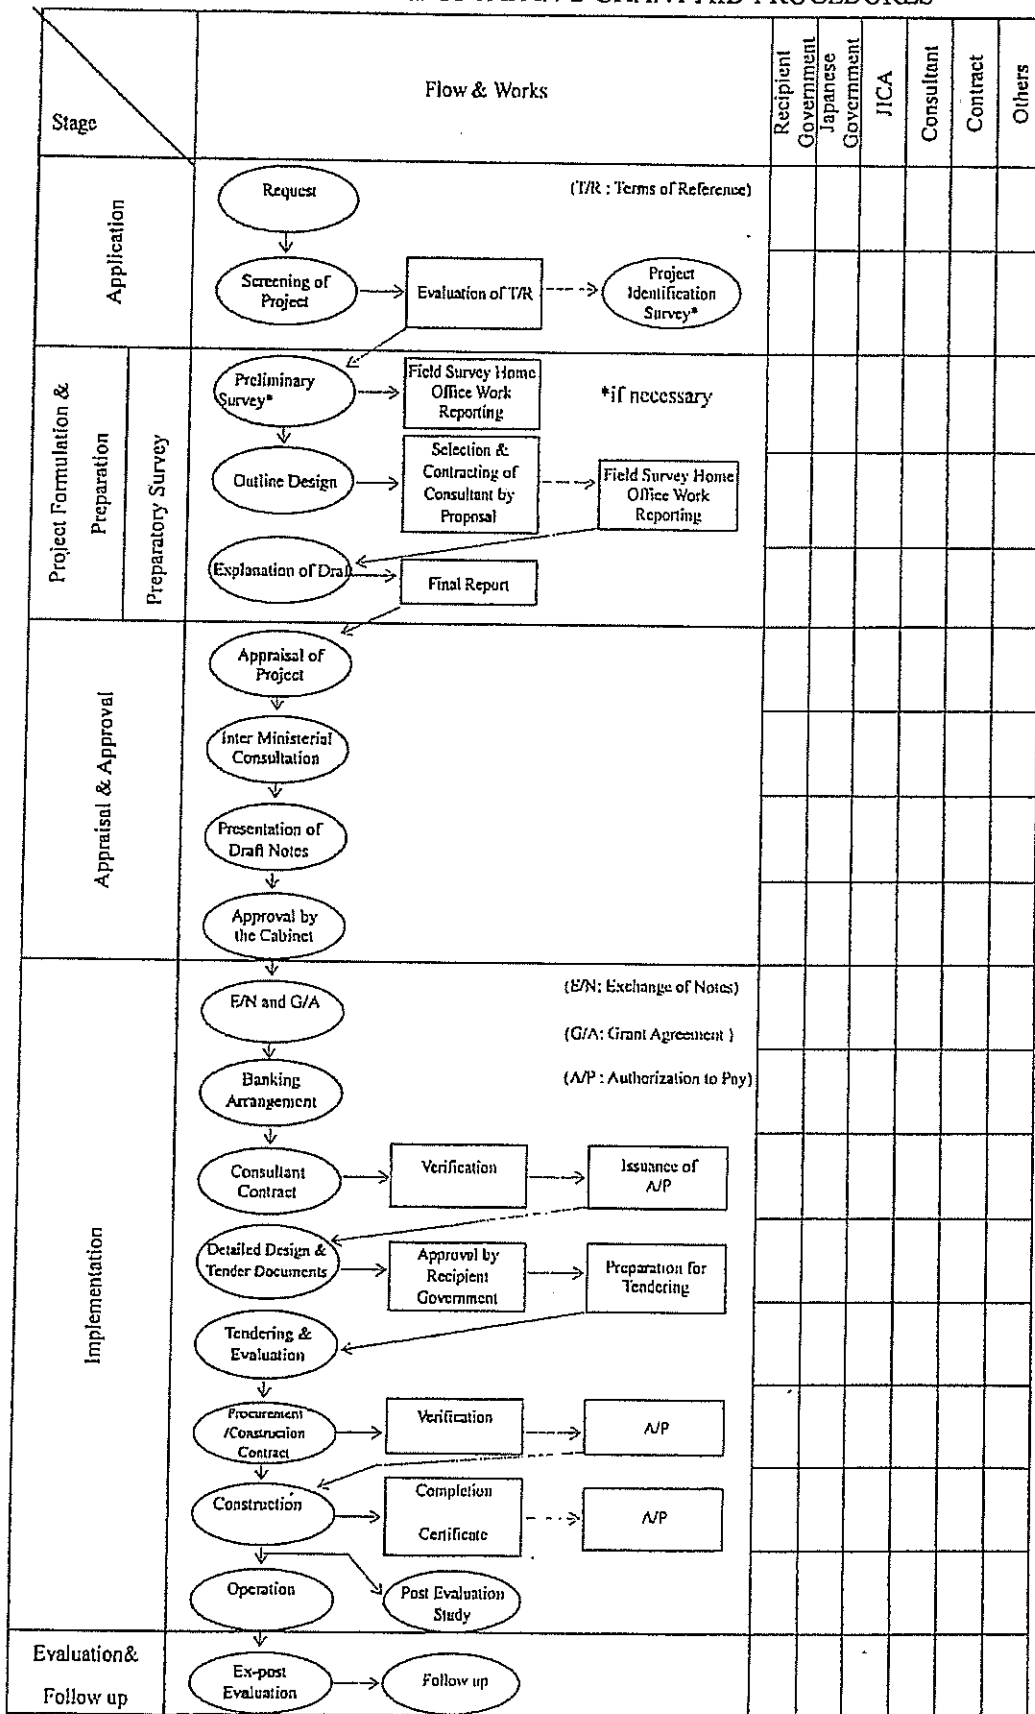 GRANT AID PROCEDURES
Stage
Flow & Works
Recipient
Government
Japanese
Government
JICA
Consultant
Contract
Others
Application
Request
(T/R : Terms of Reference)
Screening of
Project
Evaluation of T/R
Project
Identification
Survey*
Project Formulation &
Preparation
Preparatory Survey
Preliminary
Survey*
Field Survey Home
Office Work
Reporting
*if necessary
Outline Design
Selection &
Contracting of
Consultant by
Proposal
Field Survey Home
Office Work
Reporting
Explanation of Draft
Final Report
Appraisal & Approval
Appraisal of
Project
Inter Ministerial
Consultation
Presentation of
Draft Notes
Approval by
the Cabinet
Implementation
E/N and G/A
(E/N: Exchange of Notes)
(G/A: Grant Agreement )
(A/P : Authorization to Pay)
Banking
Arrangement
Consultant
Contract
Verification
Issuance of
A/P
Detailed Design &
Tender Documents
Approval by
Recipient
Government
Preparation for
Tendering
Tendering &
Evaluation
Procurement
/Construction
Contract
Verification
A/P
Construction
Completion
Certificate
A/P
Operation
Post Evaluation
Study
Evaluation&
Follow up
Ex-post
Evaluation
Follow up